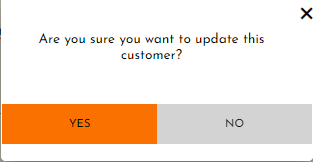 Are you sure you want to update this
customer?
YES
NO